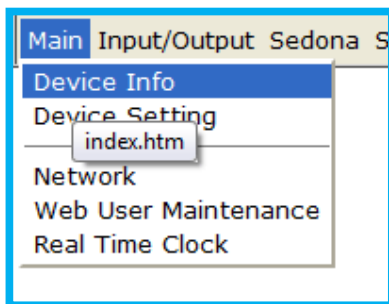 Main Input/Output Sedona S
Device Info
Device Setting
index.htm
Network
Web User Maintenance
Real Time Clock